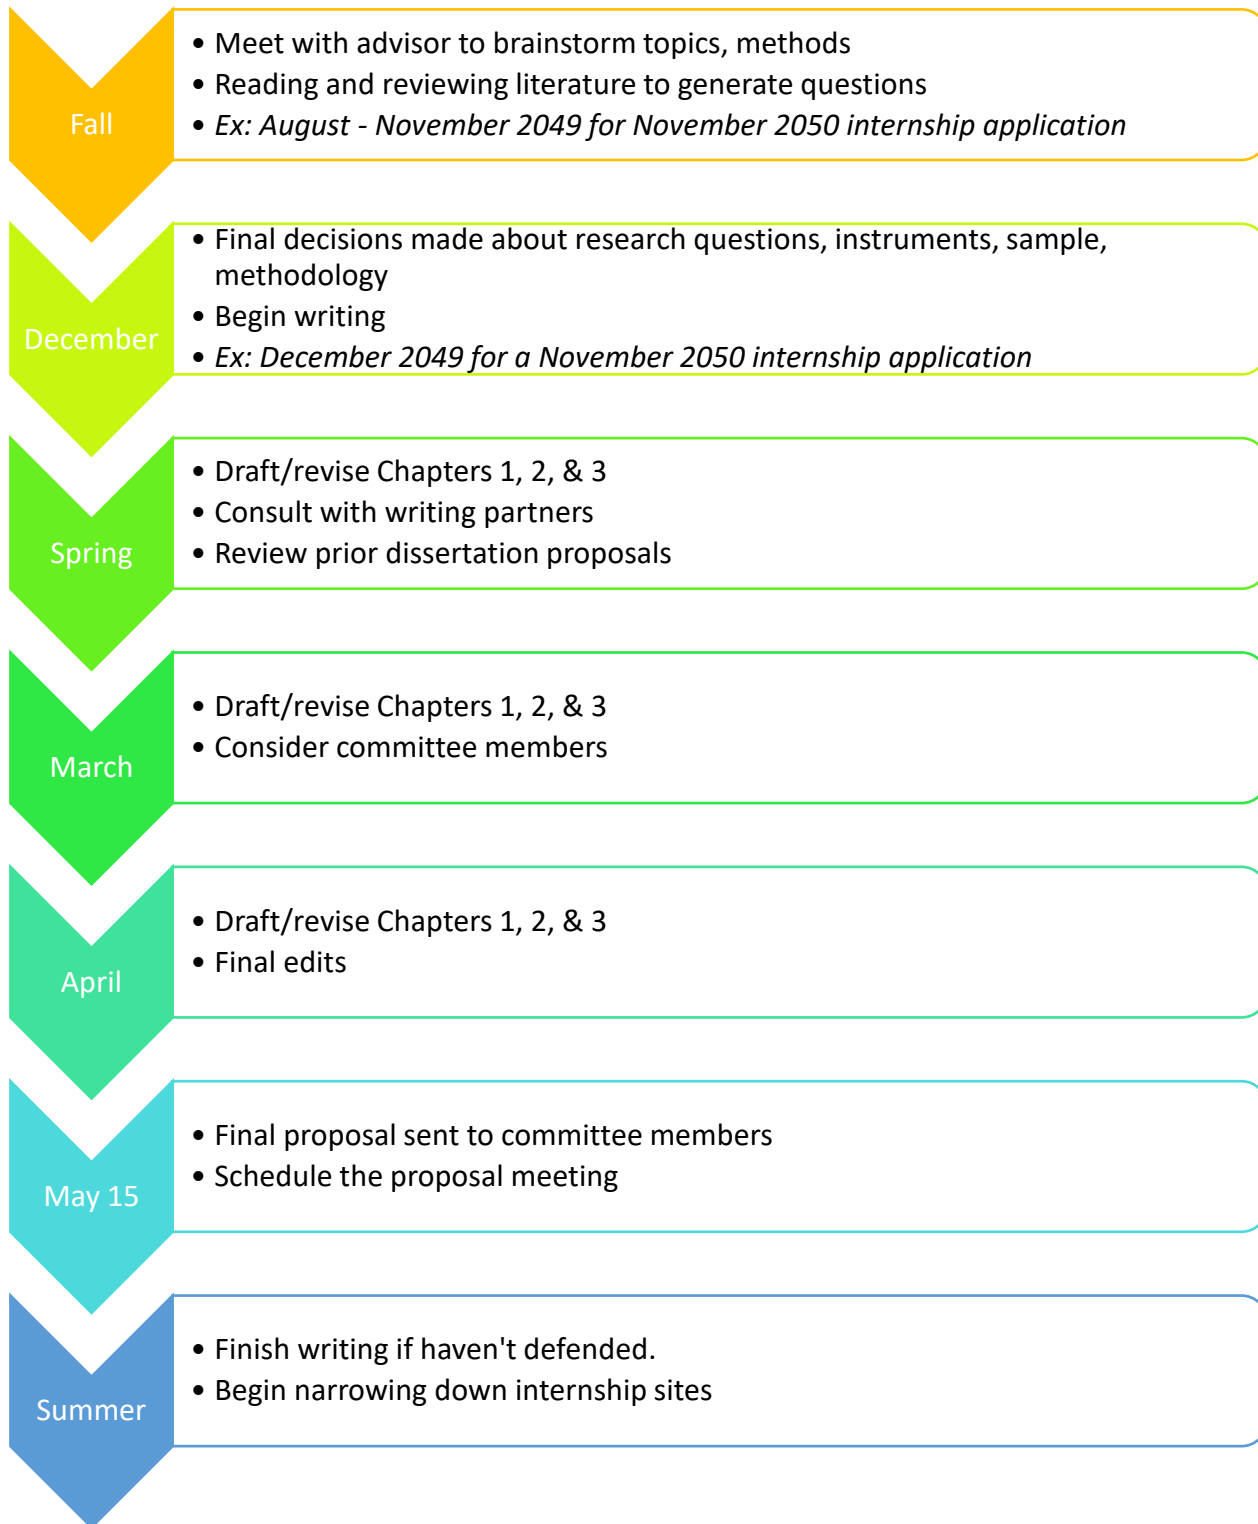 Fall
• Meet with advisor to brainstorm topics, methods
• Reading and reviewing literature to generate questions
• Ex: August - November 2049 for November 2050 internship application
December
• Final decisions made about research questions, instruments, sample,
methodology
• Begin writing
• Ex: December 2049 for a November 2050 internship application
Spring
• Draft/revise Chapters 1, 2, & 3
• Consult with writing partners
• Review prior dissertation proposals
March
• Draft/revise Chapters 1, 2, & 3
• Consider committee members
April
• Draft/revise Chapters 1, 2, & 3
• Final edits
May 15
• Final proposal sent to committee members
• Schedule the proposal meeting
Summer
• Finish writing if haven't defended.
• Begin narrowing down internship sites